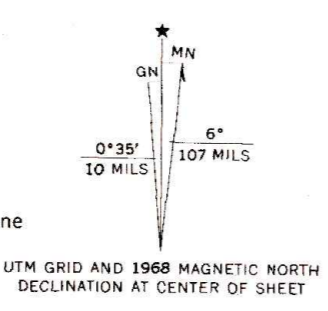 ★
MN
GN
0°35′
10 MILS
6°
107 MILS
ne
UTM GRID AND 1968 MAGNETIC NORTH
DECLINATION AT CENTER OF SHEET